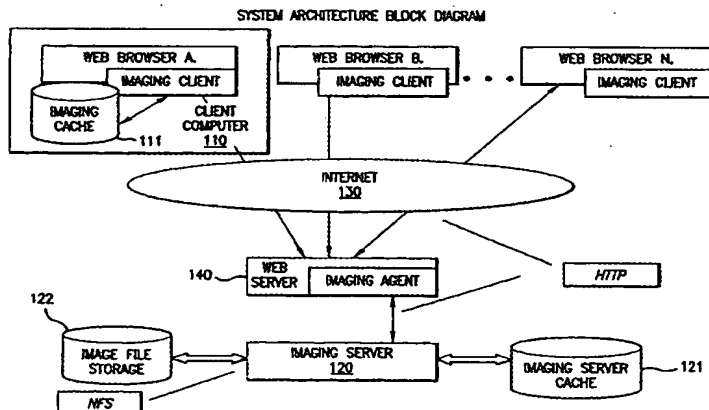 SYSTEM ARCHITECTURE BLOCK DIAGRAM
WEB BROWSER A.
IMAGING CLIENT
IMAGING
CACHE
CLIENT
COMPUTER
110
111
WEB BROWSER B.
IMAGING CLIENT
WEB BROWSER N.
IMAGING CLIENT
INTERNET
130
140
WEB
SERVER
IMAGING AGENT
HTTP
122
IMAGE FILE
STORAGE
IMAGING SERVER
120
IMAGING SERVER
CACHE
121
NFS